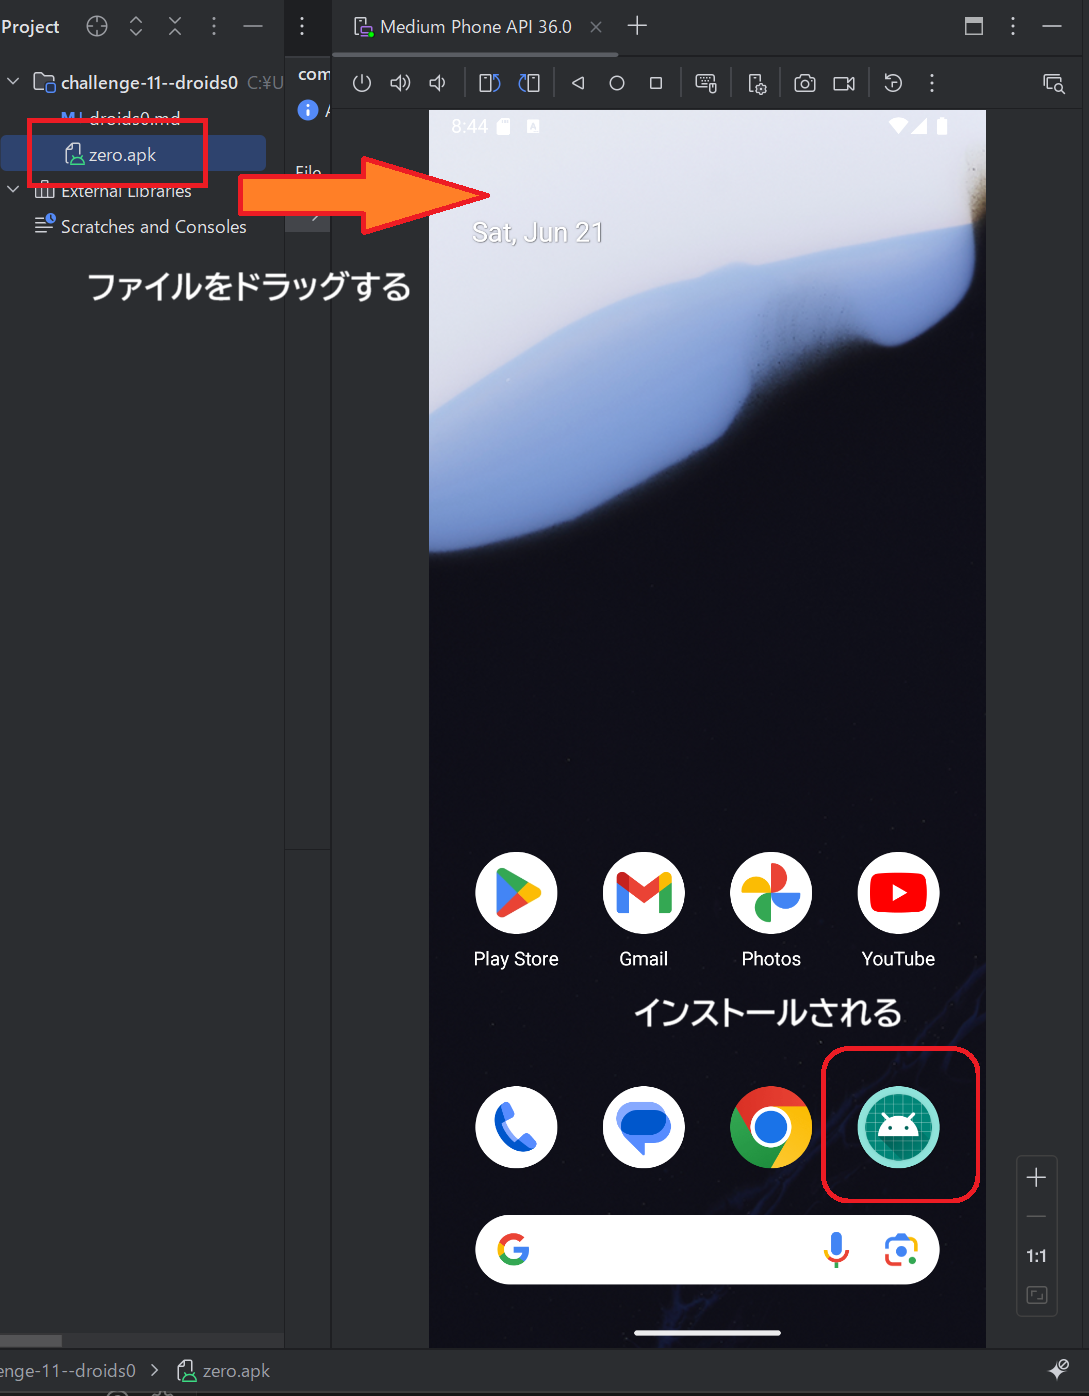 Project
Medium Phone API 36.0
challenge-11--droids0 C:¥U
com
droids0.md
A
zero.apk
File
External Libraries
Scratches and Consoles
8:44
A
Sat, Jun 21
ファイルをドラッグする
Play Store
Gmail
Photos
YouTube
インストールされる
G
1:1
enge-11--droids0 > zero.apk